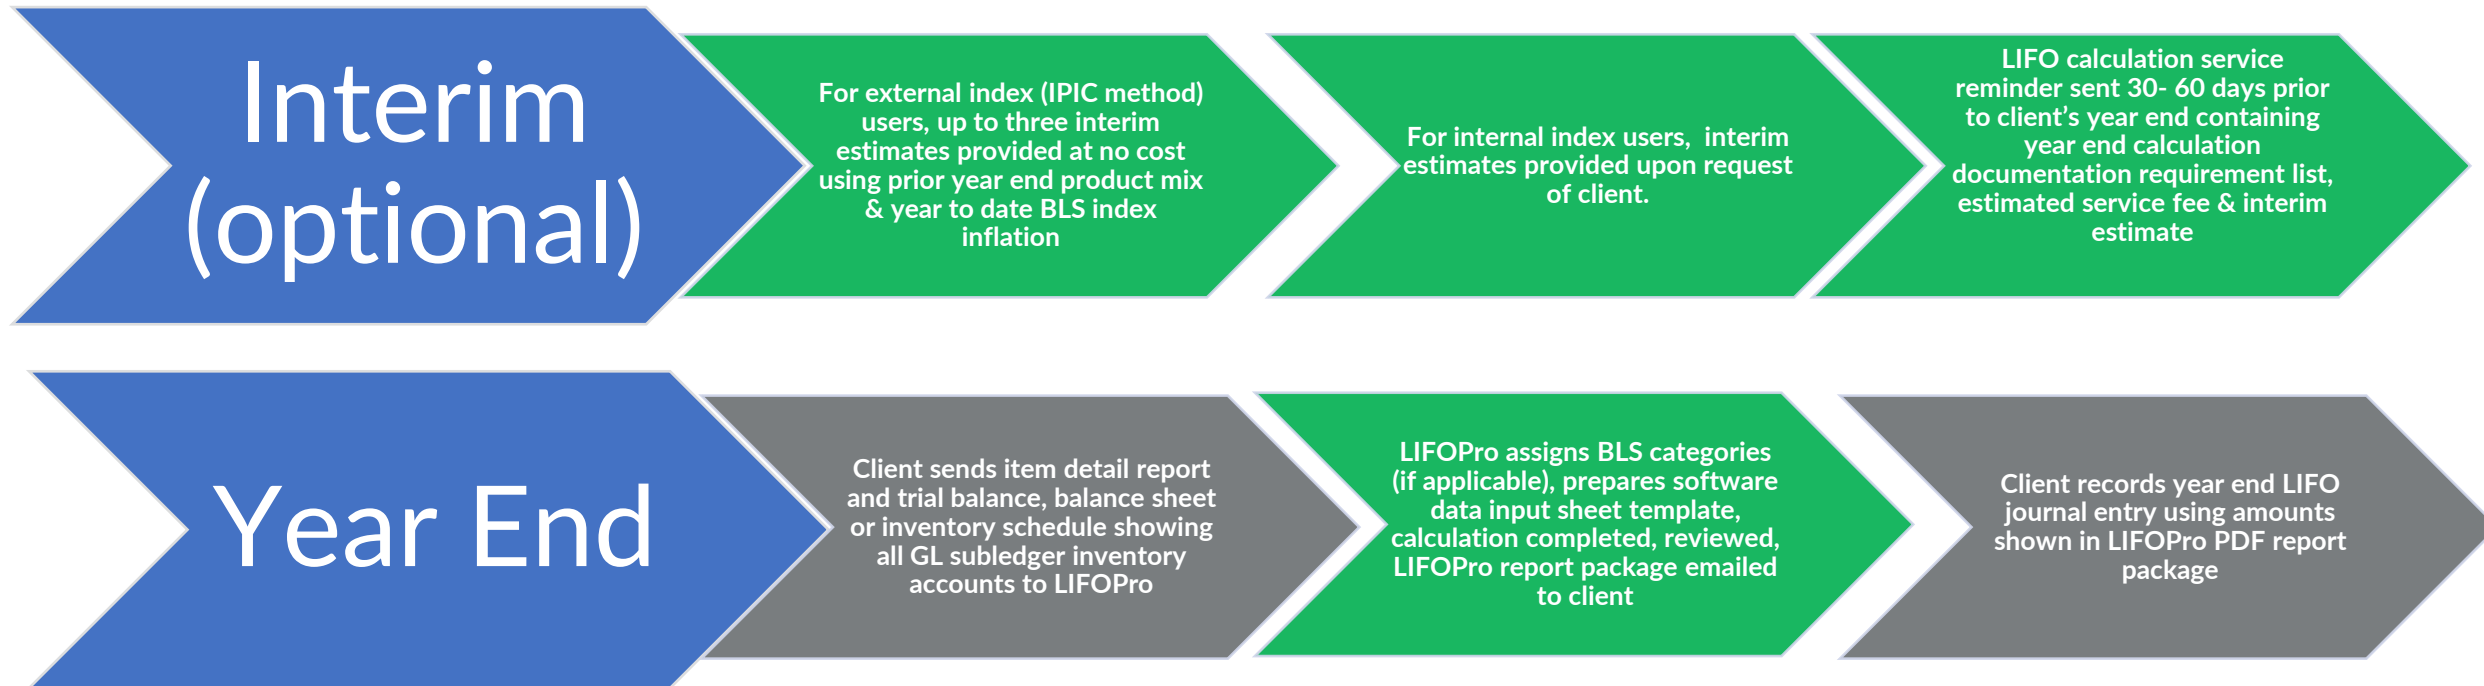 Interim
(optional)
For external index (IPIC method)
users, up to three interim
estimates provided at no cost
using prior year end product mix
& year to date BLS index
inflation
For internal index users,  interim
estimates provided upon request
of client.
LIFO calculation service
reminder sent 30- 60 days prior
to client’s year end containing
year end calculation
documentation requirement list,
estimated service fee & interim
estimate
Year End
Client sends item detail report
and trial balance, balance sheet
or inventory schedule showing
all GL subledger inventory
accounts to LIFOPro
LIFOPro assigns BLS categories
(if applicable), prepares software
data input sheet template,
calculation completed, reviewed,
LIFOPro report package emailed
to client
Client records year end LIFO
journal entry using amounts
shown in LIFOPro PDF report
package